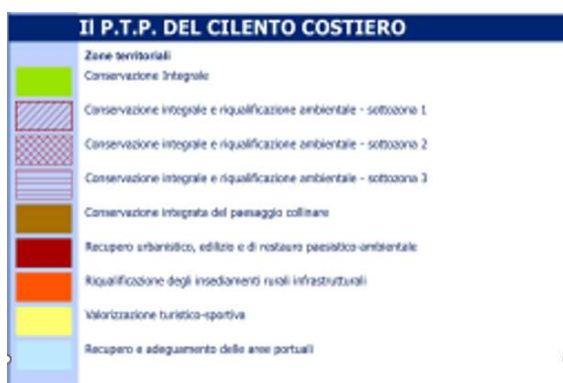 Il P.T.P. DEL CILENTO COSTIERO
Zone territoriali
Conservazione Integrale
Conservazione integrale e riqualificazione ambientale - sottozona 1
Conservazione integrale e riqualificazione ambientale - sottozona 2
Conservazione integrale e riqualificazione ambientale - sottozona 3
Conservazione integrata del paesaggio collinare
Recupero urbanistico, edilizio e di restauro paesistico-ambientale
Riqualificazione degli insediamenti rurali infrastrutturali
Valorizzazione turistico-sportiva
Recupero e adeguamento delle aree portuali